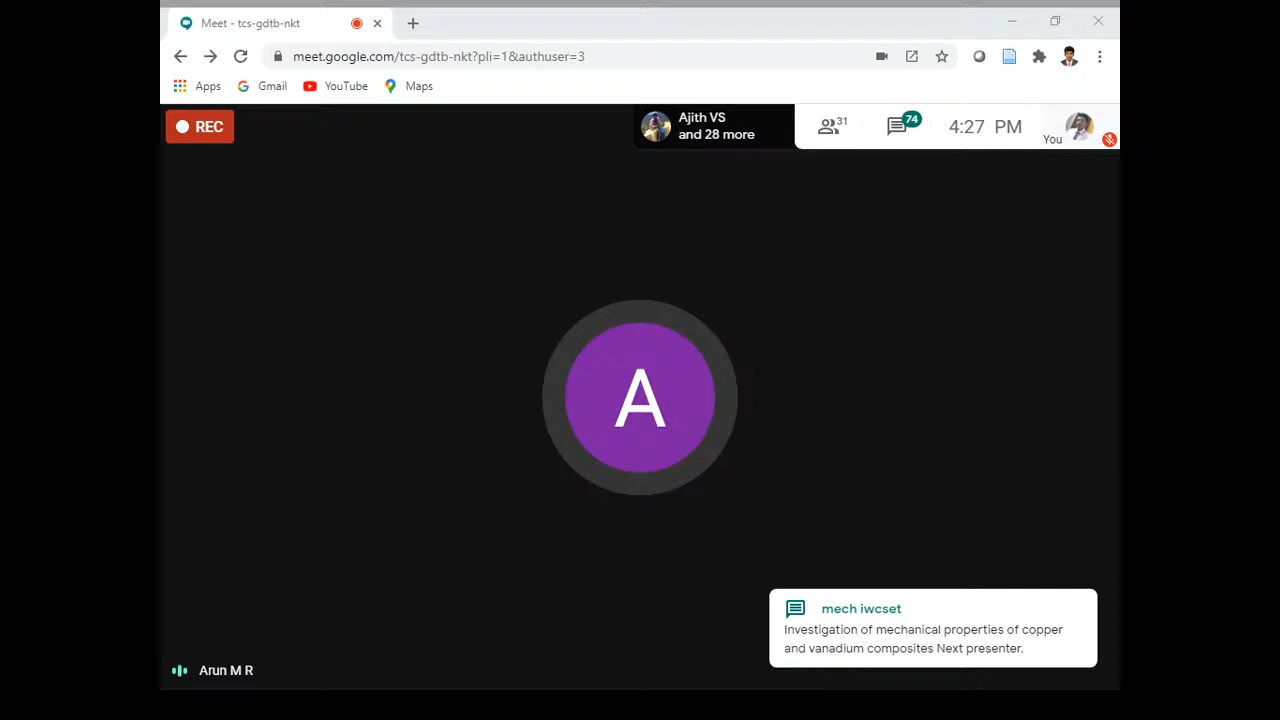 Meet - tcs-gdtb-nkt
meet.google.com/tcs-gdtb-nkt?pli=1&authuser=3
Apps Gmail YouTube Maps
REC
Ajith VS
and 28 more
31
74
4:27 PM
You
A
mech iwcset
Investigation of mechanical properties of copper
and vanadium composites Next presenter.
Arun M R